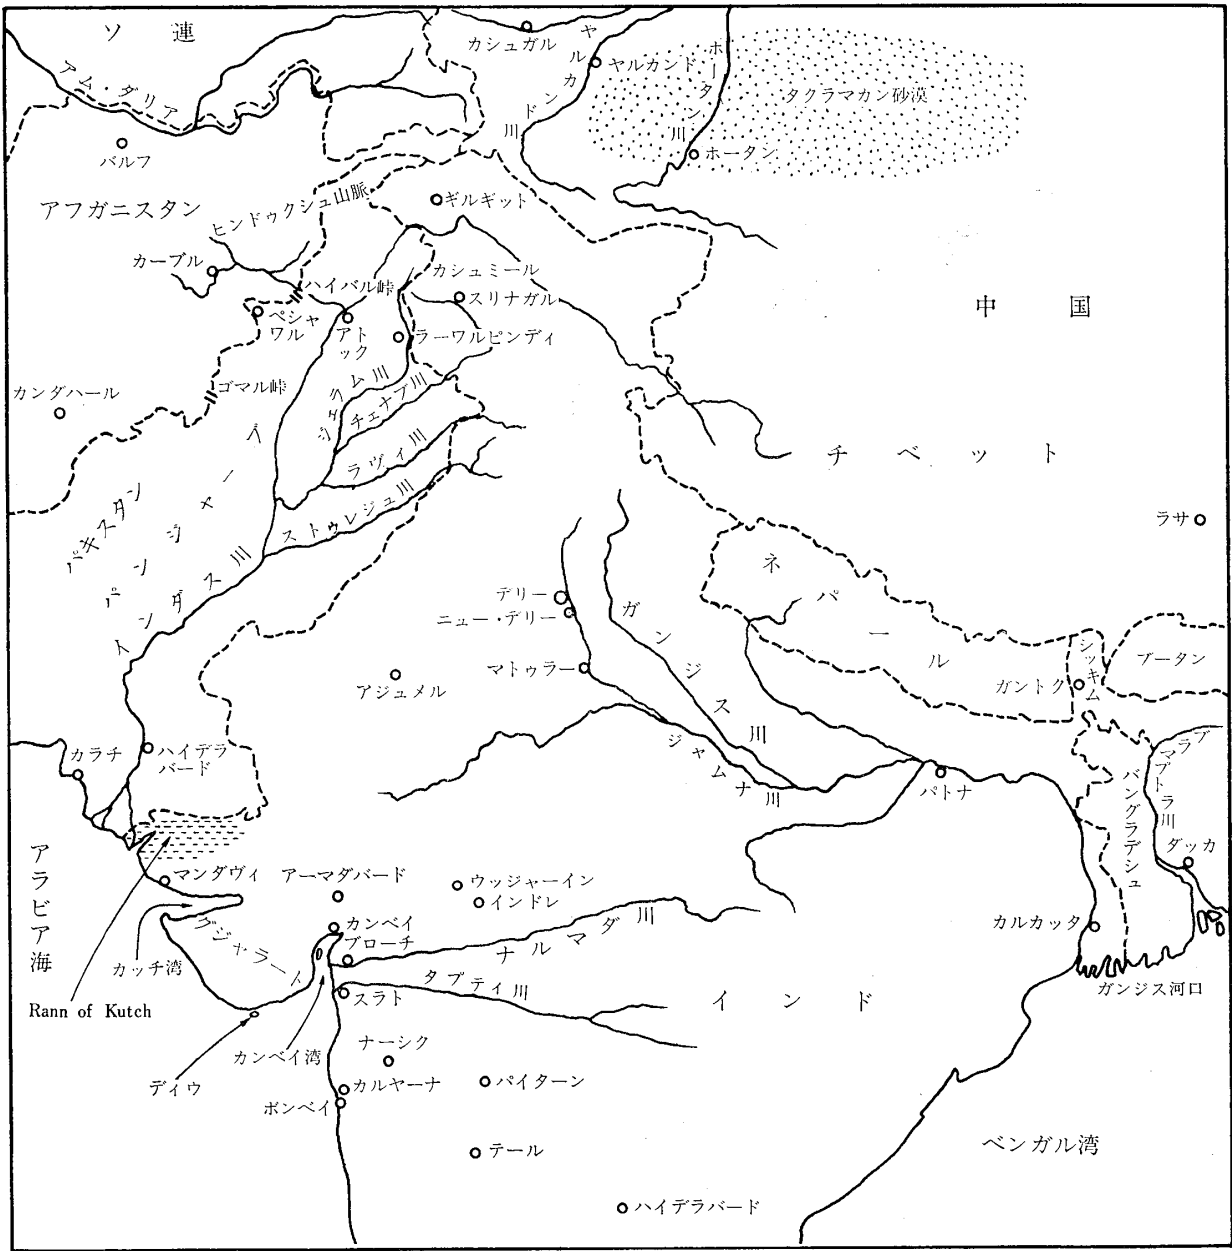 ソ連
アム・ダリア
バルフ
アフガニスタン
ヒンドゥクシュ山脈
カーブル
カシュガル
ヤルカンド川
ヤルカンド
ホータン川
タクラマカン砂漠
ホータン
ギルギット
カシュミール
スリナガル
ハイバル峠
ペシャ
ワル
アト
ック
ラーワルピンディ
中国
カンダハール
ゴマル峠
ジェラム川
チェナブ川
ラヴィ川
ストゥレジュ川
パキスタン
パンジャーブ
インダス川
チベット
ラサ
デリー
ニュー・デリー
マトゥラー
アジュメル
ガンジス川
ジャムナ川
ネパール
シッキム
ガントク
ブータン
カラチ
ハイデラ
バード
パトナ
バングラデシュ
ブラマプトラ川
ダッカ
アラビア海
マンダヴィ
アーマダバード
ウッジャーイン
インドレ
カンベイ
ブローチ
ナルマダ川
グジャラート
カッチ湾
Rann of Kutch
タプティ川
スラト
インド
カルカッタ
ガンジス河口
カンベイ湾
ディウ
ナーシク
カルヤーナ
ボンベイ
パイターン
テール
ハイデラバード
ベンガル湾